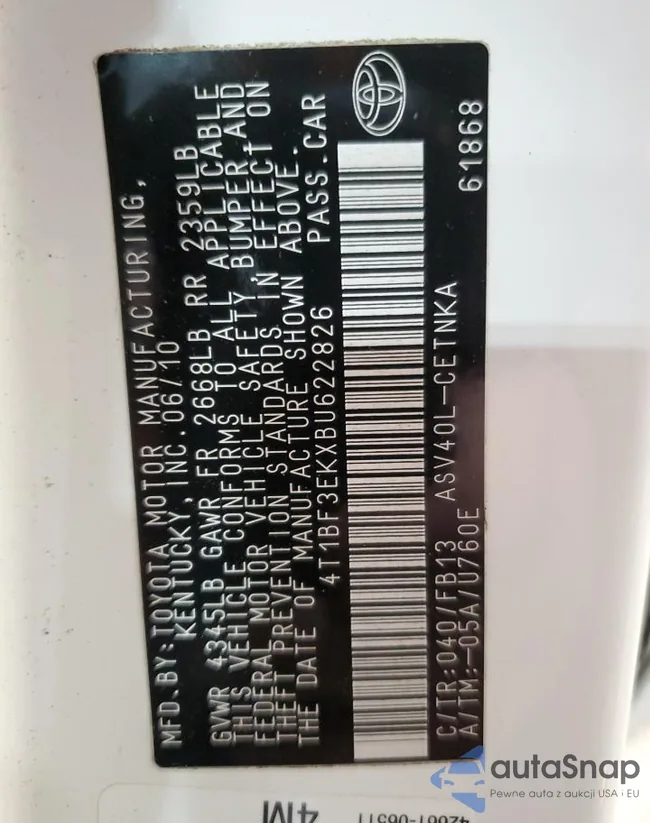 MFD.BY:TOYOTA MOTOR MANUFACTURING,
KENTUCKY, INC. 06/10
GVWR 4345LB GAWR FR 2668LB RR 2359LB
THIS VEHICLE CONFORMS TO ALL APPLICABLE
FEDERAL MOTOR VEHICLE SAFETY, BUMPER, AND
THEFT PREVENTION STANDARDS IN EFFECT ON
THE DATE OF MANUFACTURE SHOWN ABOVE.
4T1BF3EKXBU622826 PASS.CAR
C/TR:040/FB13 ASV40L-CETNKA 61868
A/TM:-05A/U760E
4M
autaSnap
Pewne auta z aukcji USA i EU